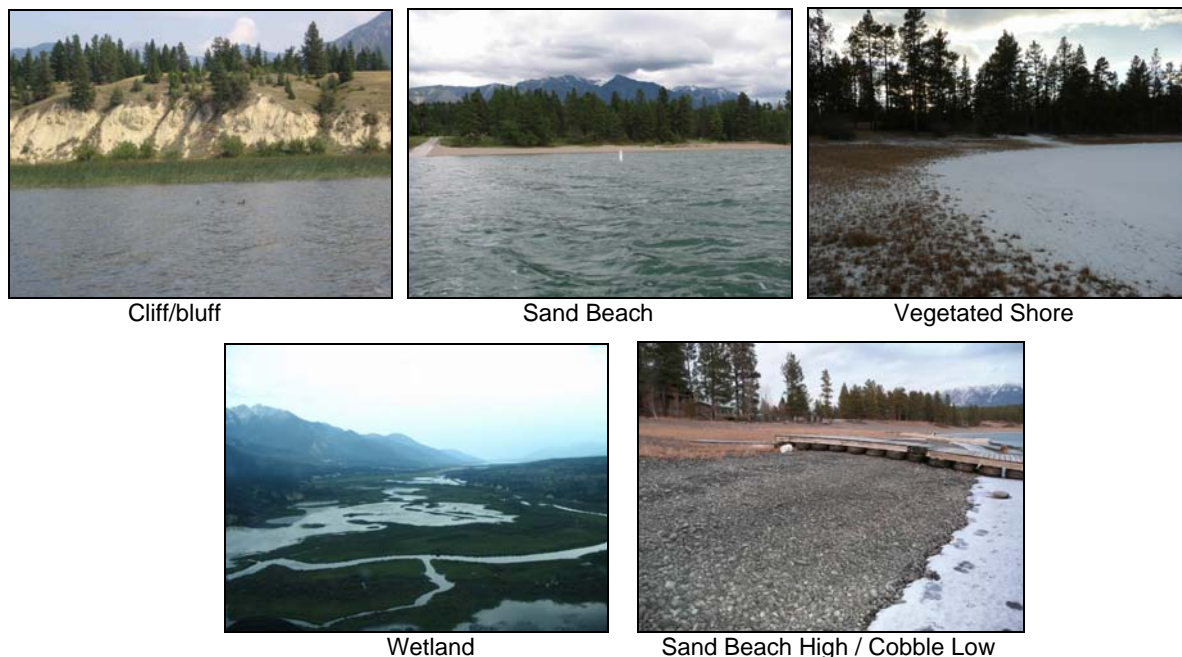 Cliff/bluff
Sand Beach
Vegetated Shore
Wetland
Sand Beach High / Cobble Low